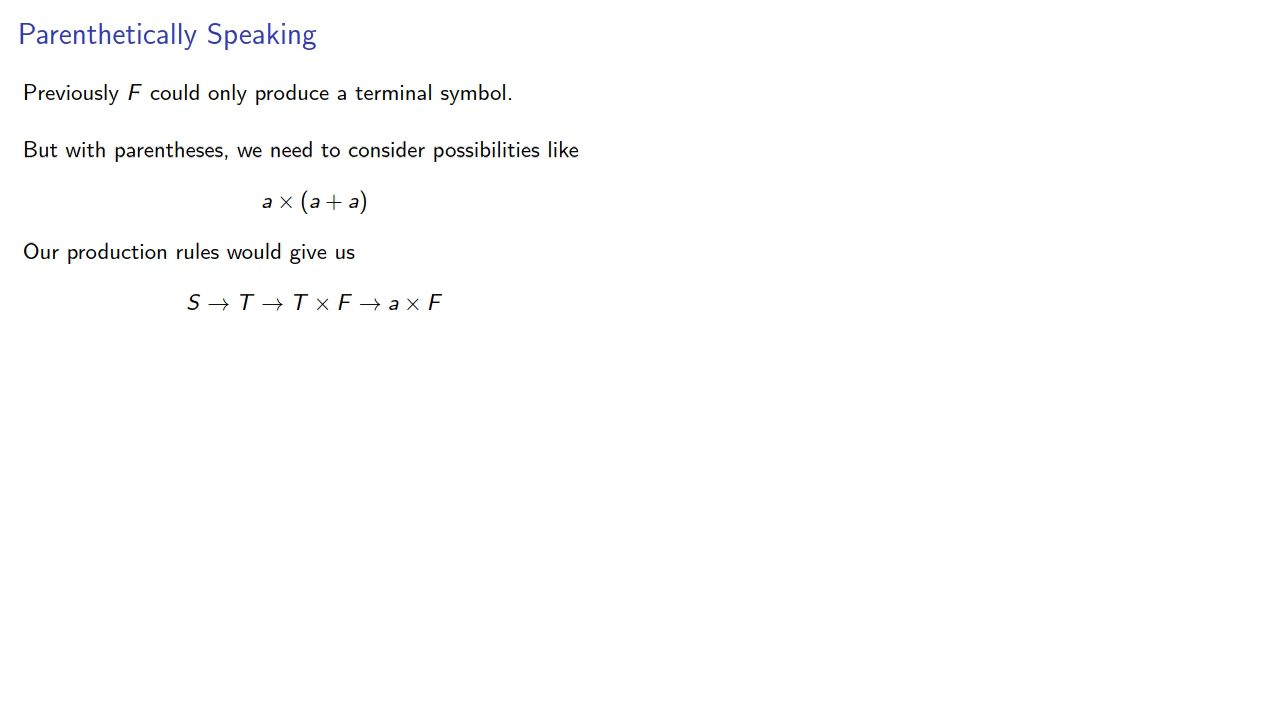 Parenthetically Speaking
Previously F could only produce a terminal symbol.
But with parentheses, we need to consider possibilities like
a × (a + a)
Our production rules would give us
S → T → T × F → a × F